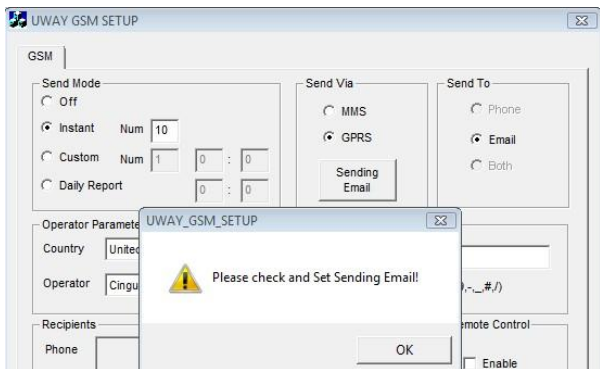 UWAY GSM SETUP
GSM
Send Mode
Off
Instant Num 10
Custom Num 1 0 : 0
Daily Report 0 : 0
Send Via
MMS
GPRS
Sending
Email
Send To
Phone
Email
Both
Operator Paramete
Country United
Operator Cingu
,-,_,#,/)
UWAY_GSM_SETUP
Please check and Set Sending Email!
OK
Recipients
Phone
emote Control
Enable